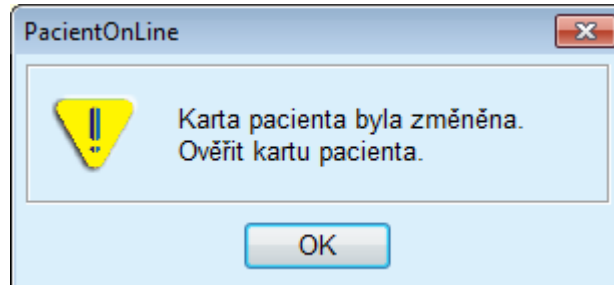 PacientOnLine
Karta pacienta byla změněna.
Ověřit kartu pacienta.
OK